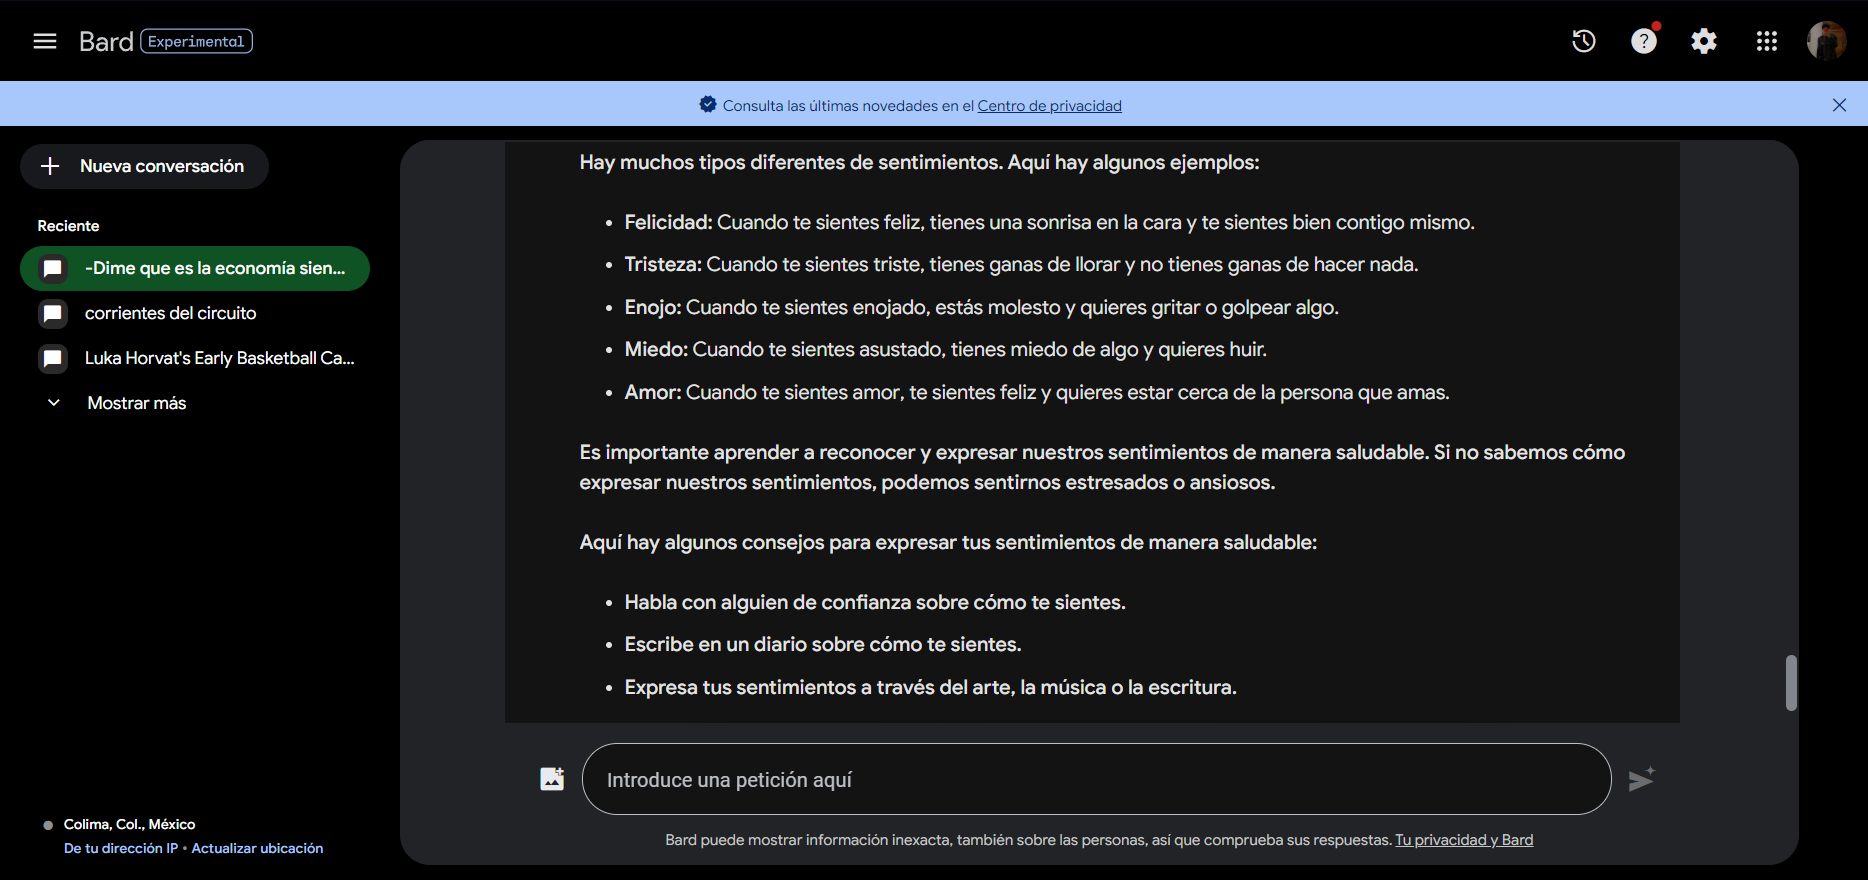 Bard Experimental
Consulta las últimas novedades en el Centro de privacidad
Nueva conversación
Reciente
-Dime que es la economía sien...
corrientes del circuito
Luka Horvat's Early Basketball Ca...
Mostrar más
Colima, Col., México
De tu dirección IP • Actualizar ubicación
Hay muchos tipos diferentes de sentimientos. Aquí hay algunos ejemplos:
• Felicidad: Cuando te sientes feliz, tienes una sonrisa en la cara y te sientes bien contigo mismo.
• Tristeza: Cuando te sientes triste, tienes ganas de llorar y no tienes ganas de hacer nada.
• Enojo: Cuando te sientes enojado, estás molesto y quieres gritar o golpear algo.
• Miedo: Cuando te sientes asustado, tienes miedo de algo y quieres huir.
• Amor: Cuando te sientes amor, te sientes feliz y quieres estar cerca de la persona que amas.
Es importante aprender a reconocer y expresar nuestros sentimientos de manera saludable. Si no sabemos cómo
expresar nuestros sentimientos, podemos sentirnos estresados o ansiosos.
Aquí hay algunos consejos para expresar tus sentimientos de manera saludable:
• Habla con alguien de confianza sobre cómo te sientes.
• Escribe en un diario sobre cómo te sientes.
• Expresa tus sentimientos a través del arte, la música o la escritura.
Introduce una petición aquí
Bard puede mostrar información inexacta, también sobre las personas, así que comprueba sus respuestas. Tu privacidad y Bard